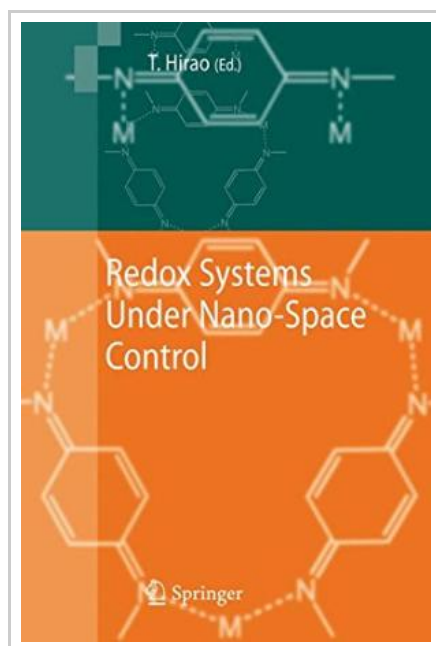 T. Hirao (Ed.)
N
N
M
M
Redox Systems
Under Nano-Space
Control
N
N
M
M
N
N
N
N
M
Springer